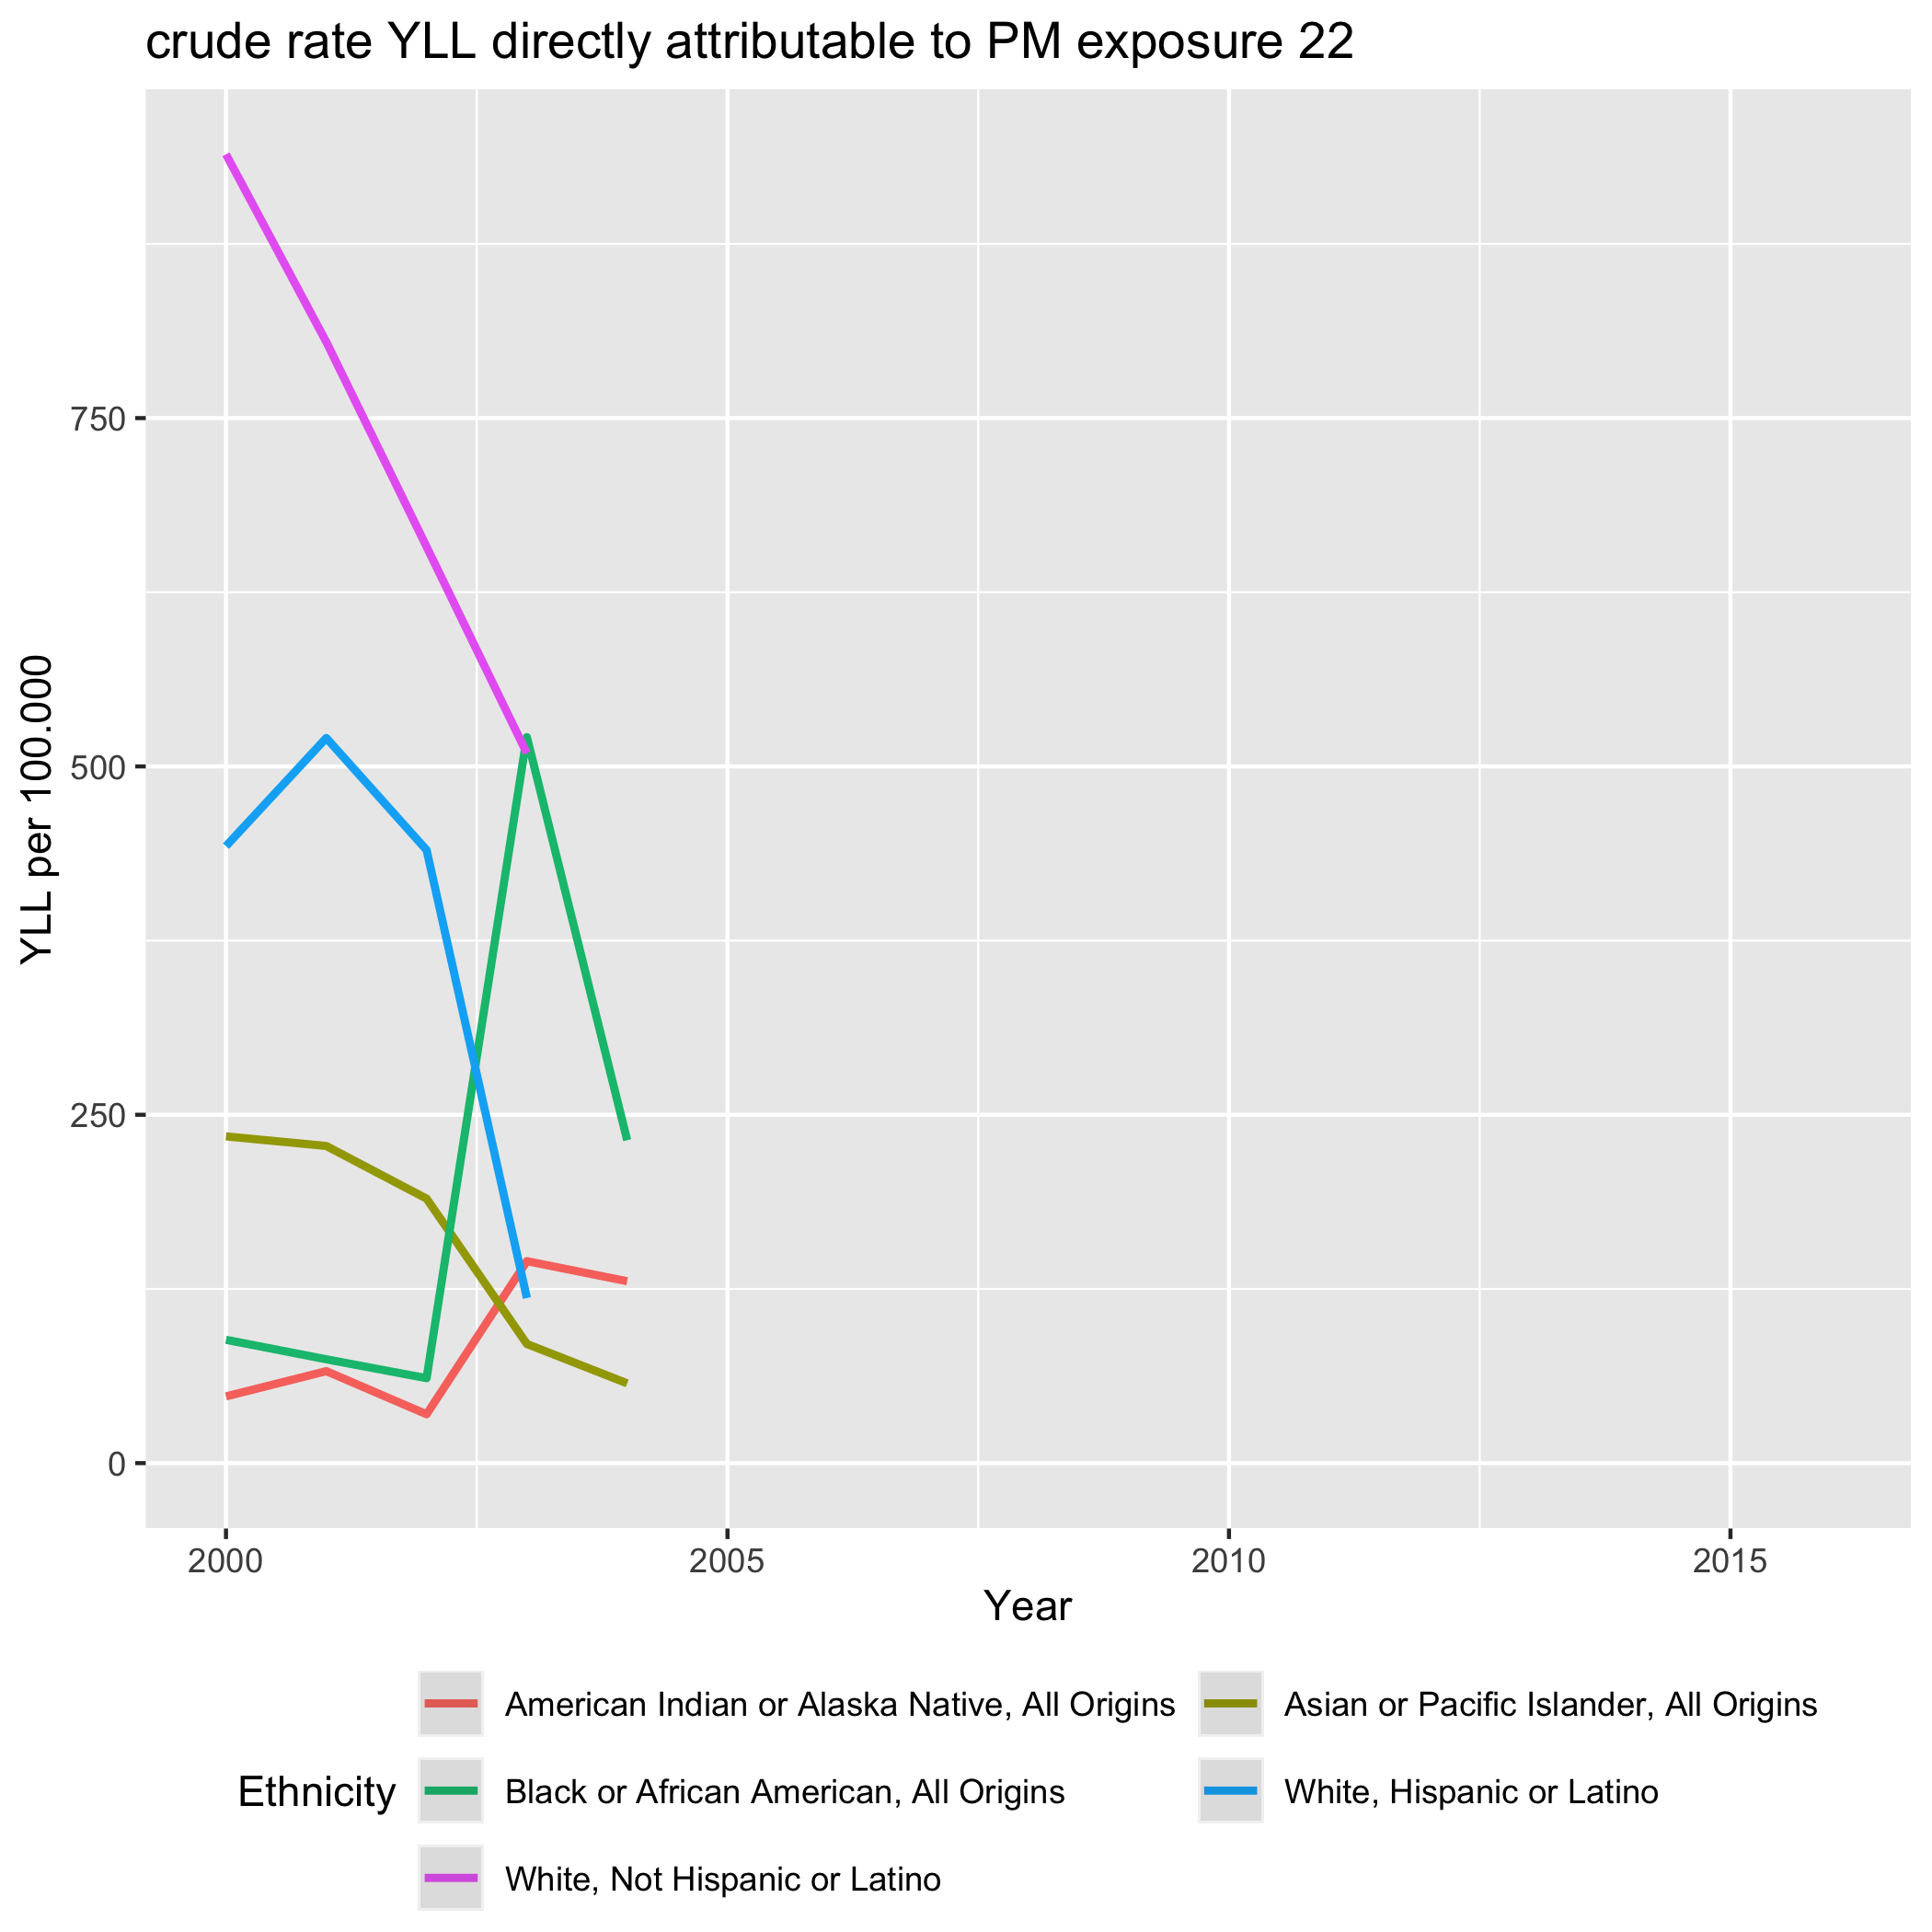 crude rate YLL directly attributable to PM exposure 22
YLL per 100.000
750
500
250
0
2000 2005 2010 2015
Year
Ethnicity
American Indian or Alaska Native, All Origins
Asian or Pacific Islander, All Origins
Black or African American, All Origins
White, Hispanic or Latino
White, Not Hispanic or Latino